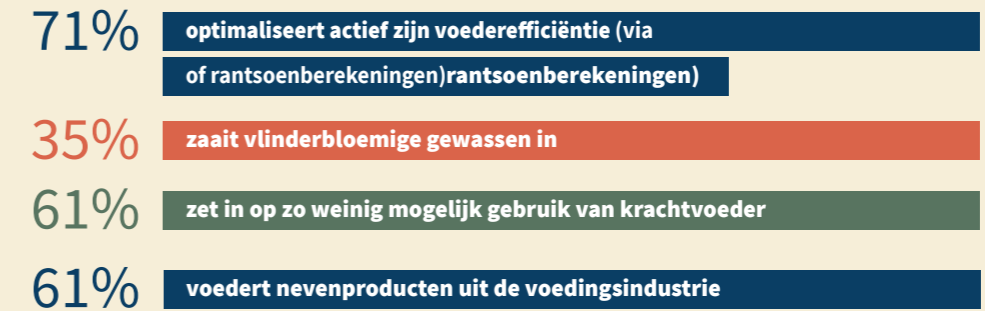 71% optimaliseert actief zijn voederefficiëntie (via
of rantsoenberekeningen)rantsoenberekeningen)
35% zaait vlinderbloemige gewassen in
61% zet in op zo weinig mogelijk gebruik van krachtvoeder
61% voedert nevenproducten uit de voedingsindustrie